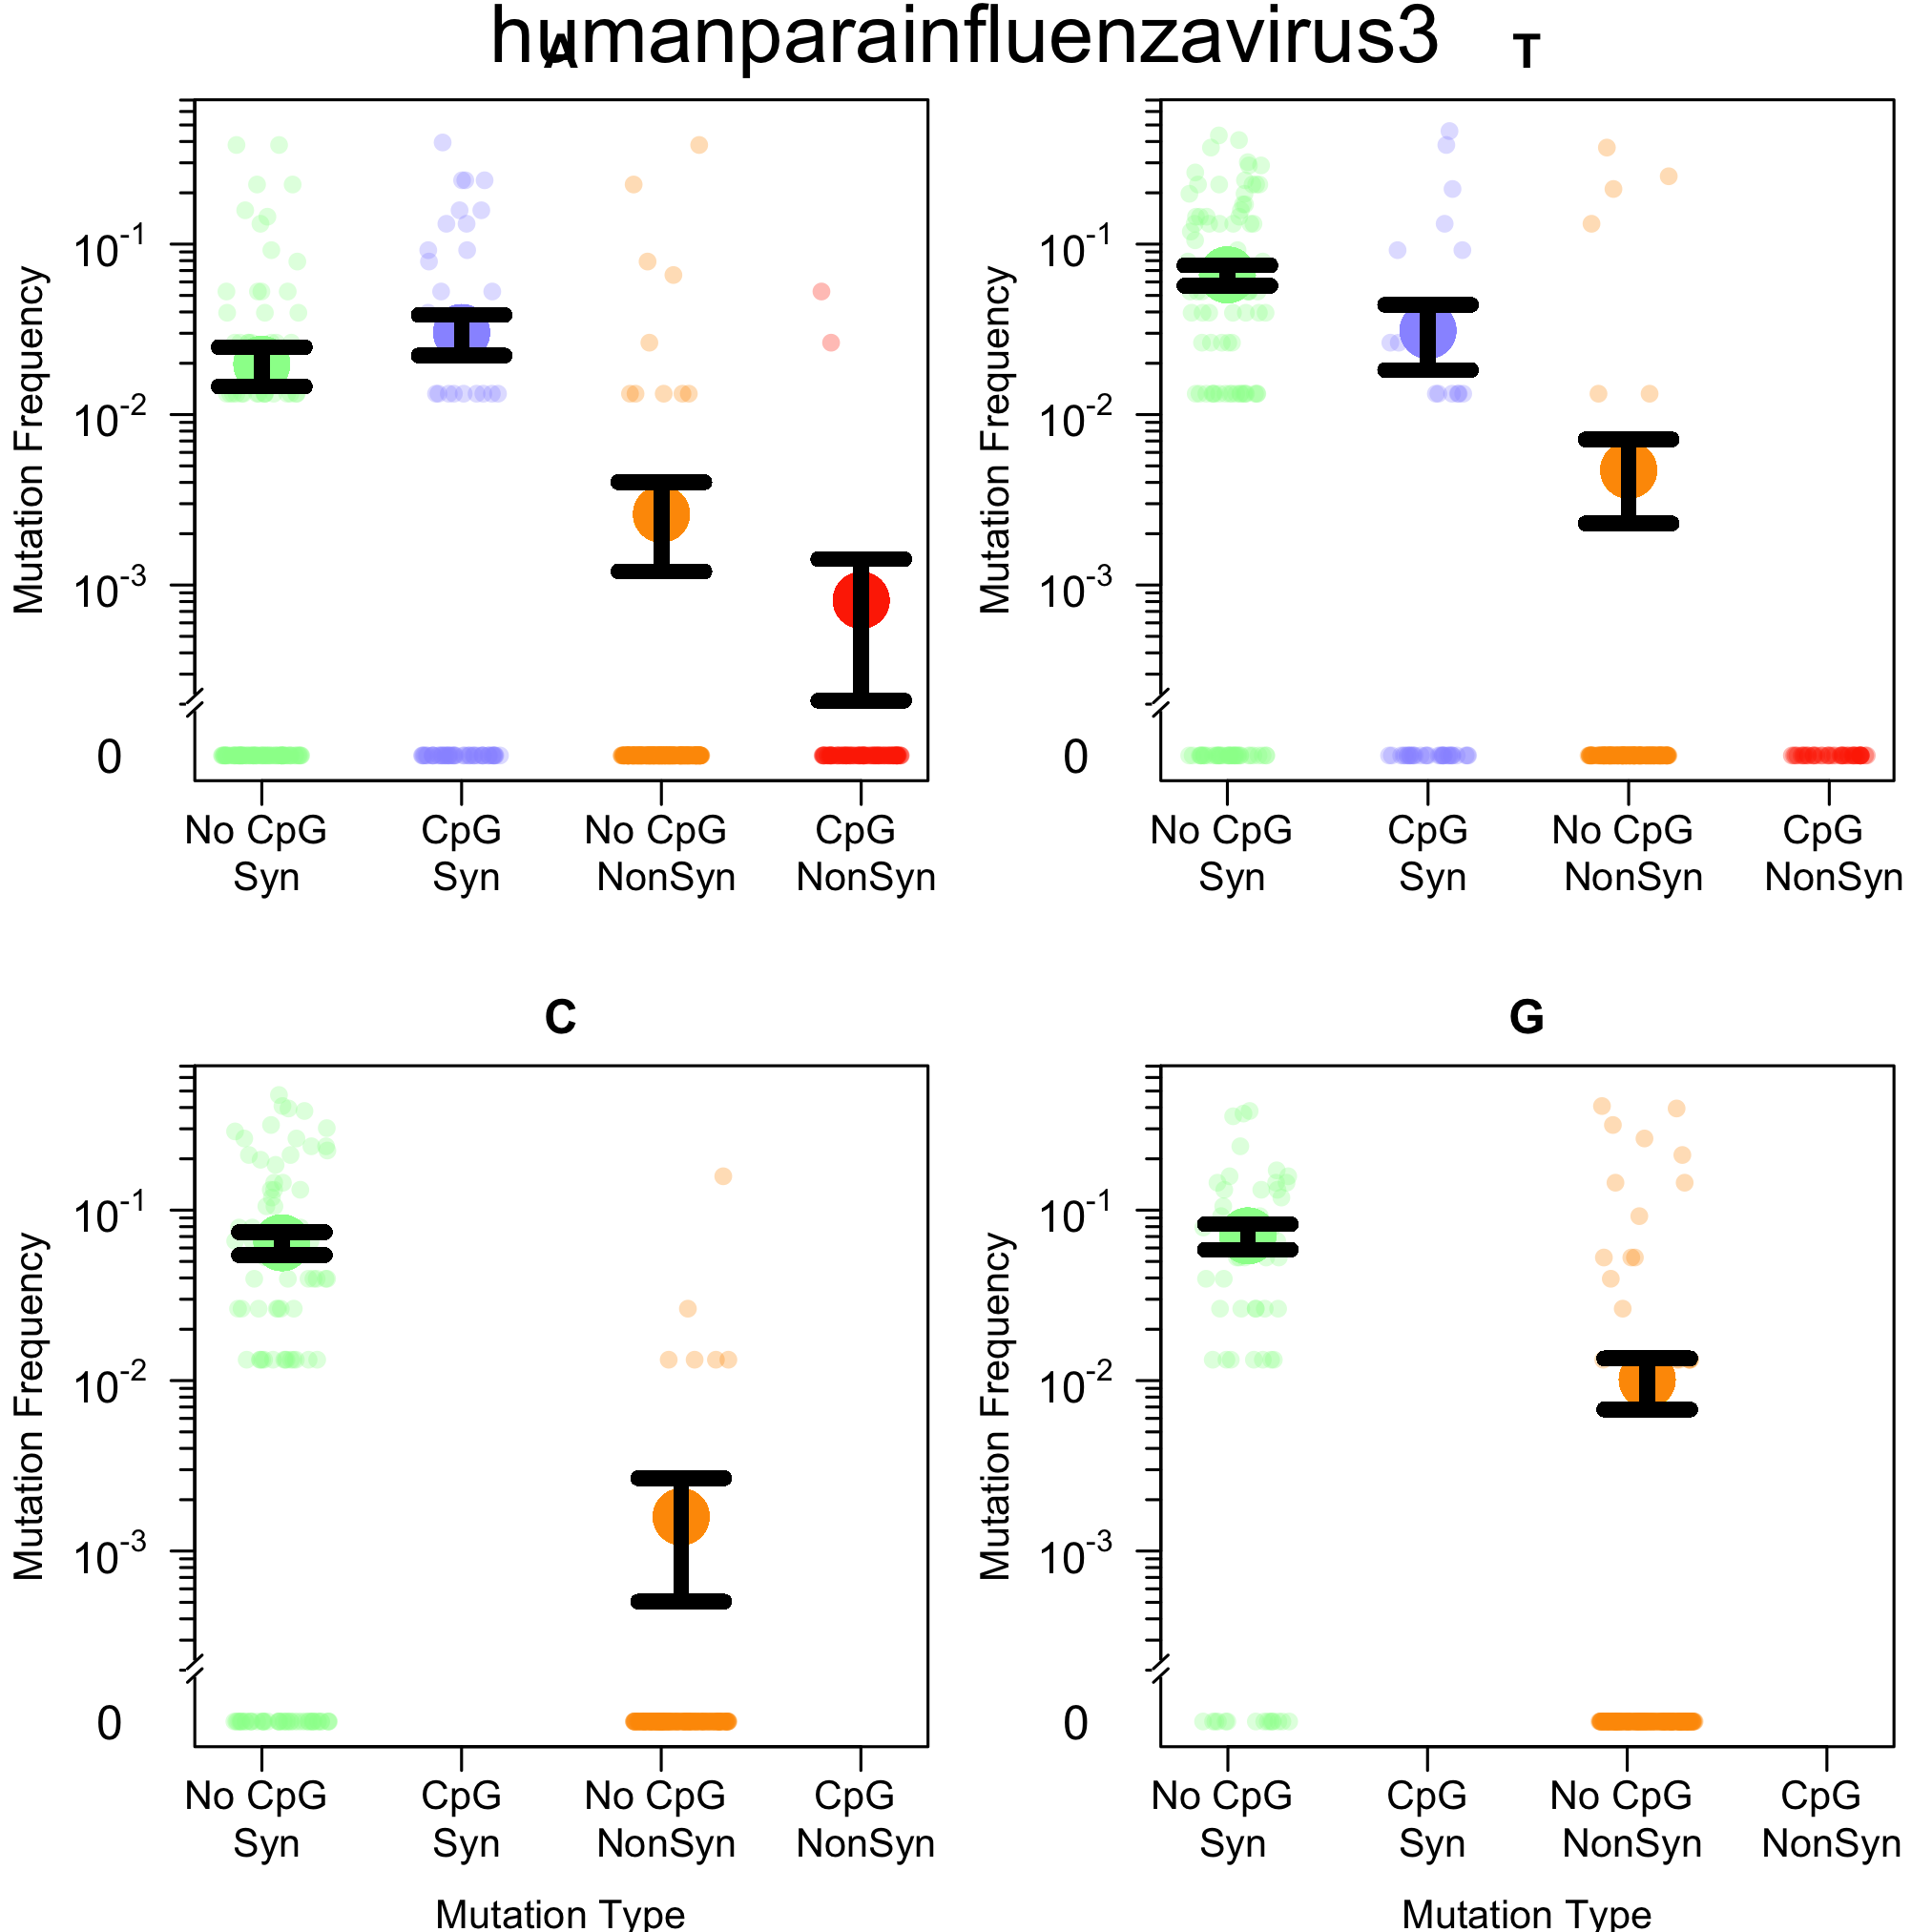 humanparainfluenzavirus3
A
T
Mutation Frequency
10-1
10-2
10-3
0
No CpG Syn
CpG Syn
No CpG NonSyn
CpG NonSyn
Mutation Frequency
10-1
10-2
10-3
0
No CpG Syn
CpG Syn
No CpG NonSyn
CpG NonSyn
C
G
Mutation Frequency
10-1
10-2
10-3
0
No CpG Syn
CpG Syn
No CpG NonSyn
CpG NonSyn
Mutation Type
Mutation Frequency
10-1
10-2
10-3
0
No CpG Syn
CpG Syn
No CpG NonSyn
CpG NonSyn
Mutation Type